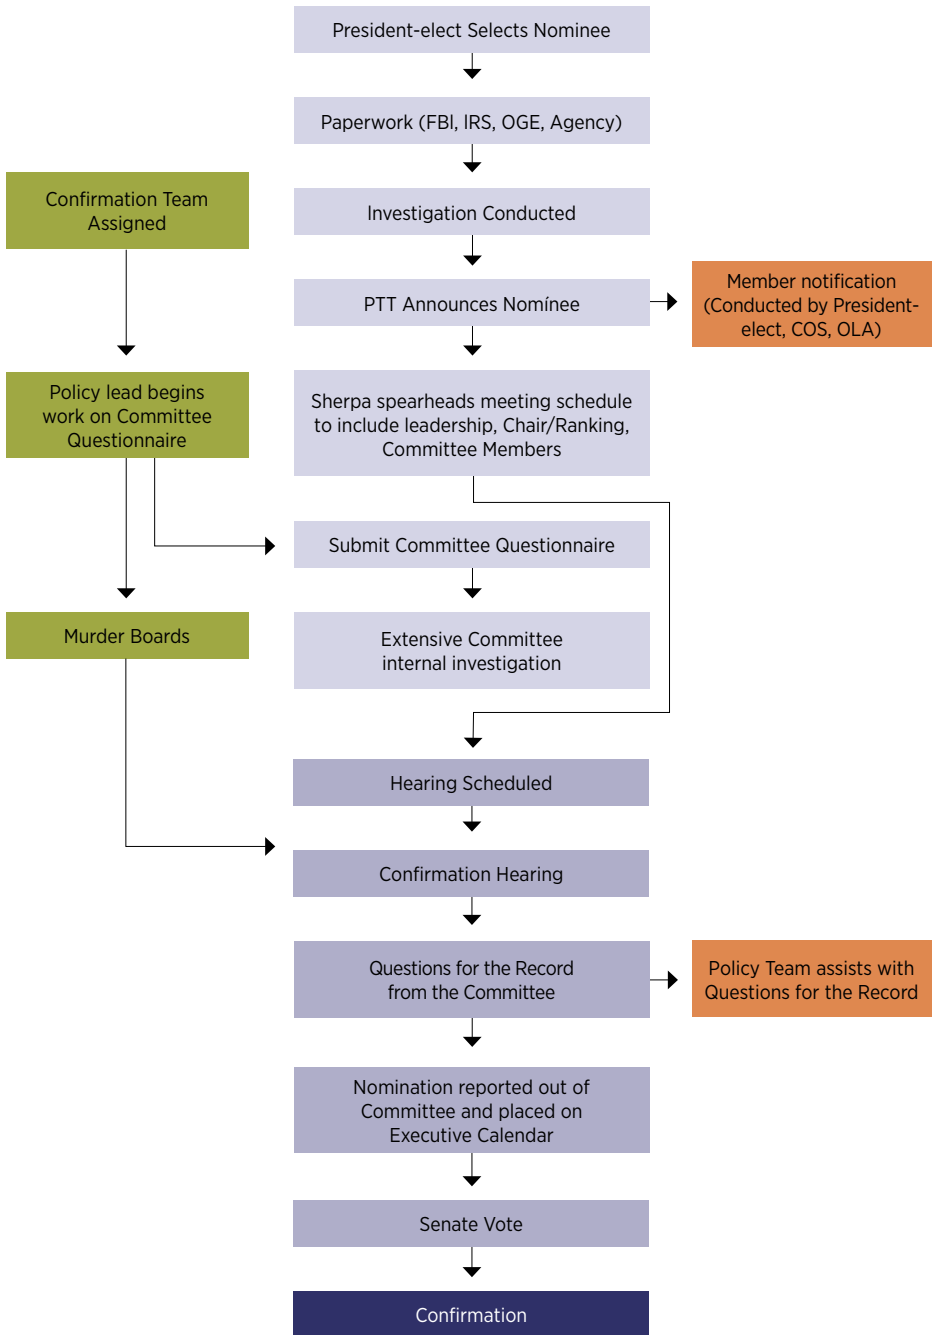 President-elect Selects Nominee
Paperwork (FBI, IRS, OGE, Agency)
Confirmation Team
Assigned
Investigation Conducted
PTT Announces Nomínee
Member notification
(Conducted by President-
elect, COS, OLA)
Policy lead begins
work on Committee
Questionnaire
Sherpa spearheads meeting schedule
to include leadership, Chair/Ranking,
Committee Members
Submit Committee Questionnaire
Murder Boards
Extensive Committee
internal investigation
Hearing Scheduled
Confirmation Hearing
Questions for the Record
from the Committee
Policy Team assists with
Questions for the Record
Nomination reported out of
Committee and placed on
Executive Calendar
Senate Vote
Confirmation